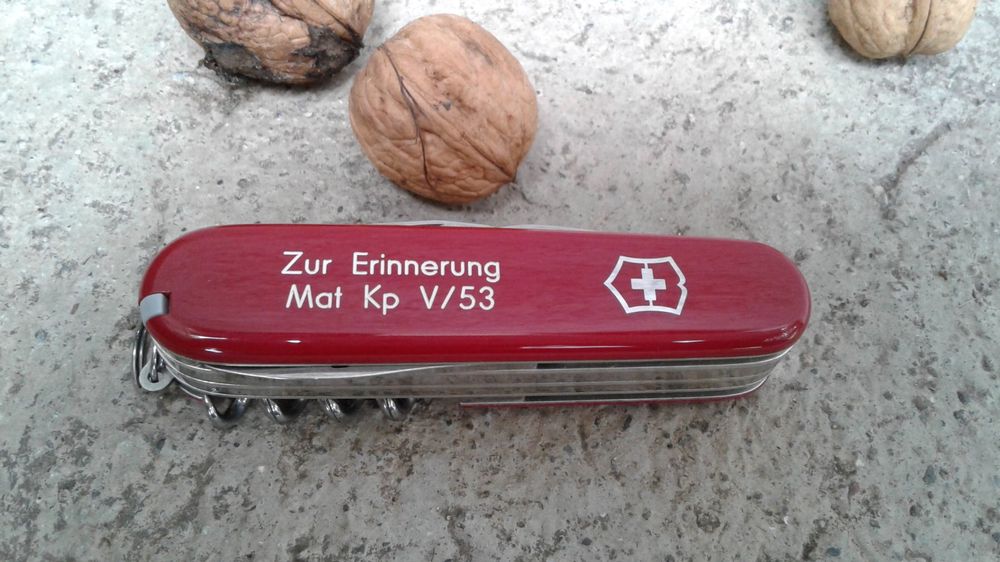 Zur Erinnerung
Mat Kp V/53